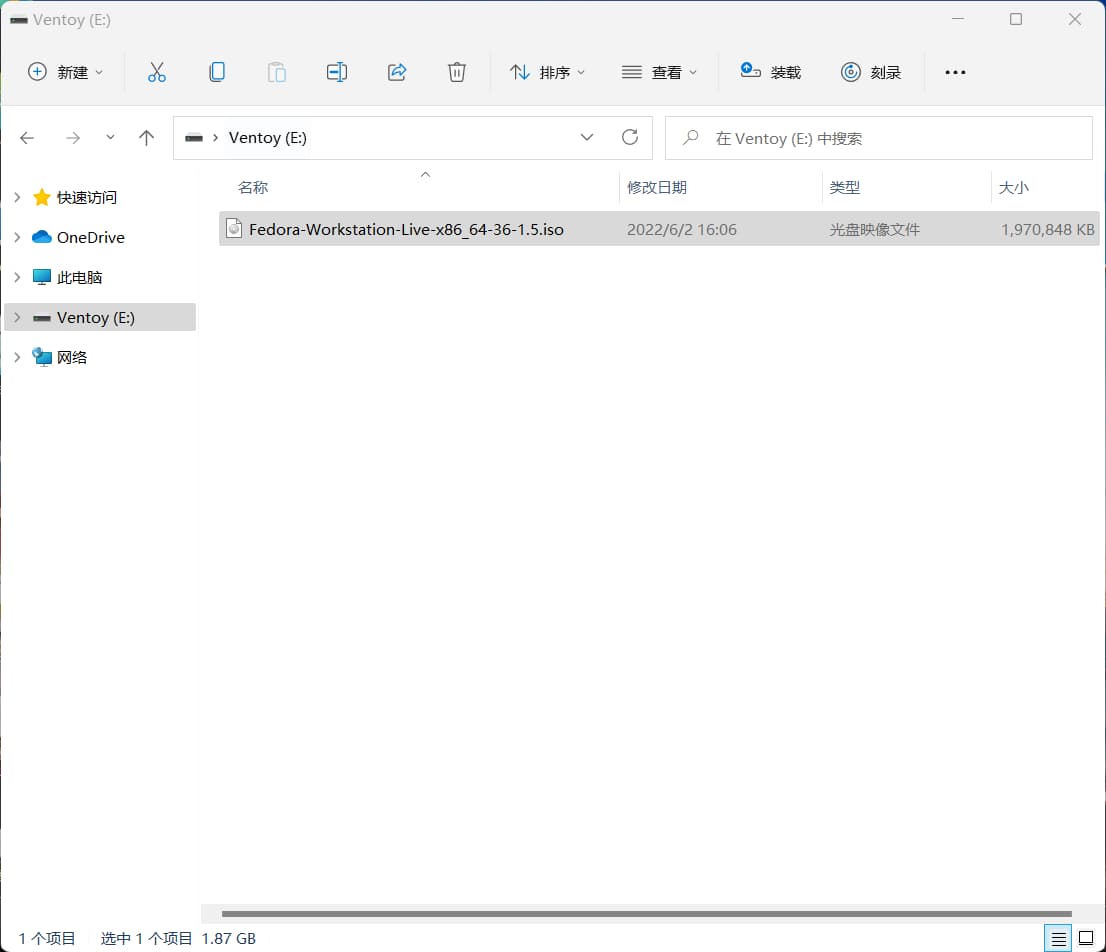 Ventoy (E:)
新建 排序 查看 装载 刻录
Ventoy (E:) 在 Ventoy (E:) 中搜索
名称 修改日期 类型 大小
Fedora-Workstation-Live-x86_64-36-1.5.iso 2022/6/2 16:06 光盘映像文件 1,970,848 KB
快速访问
OneDrive
此电脑
Ventoy (E:)
网络
1 个项目 选中 1 个项目 1.87 GB